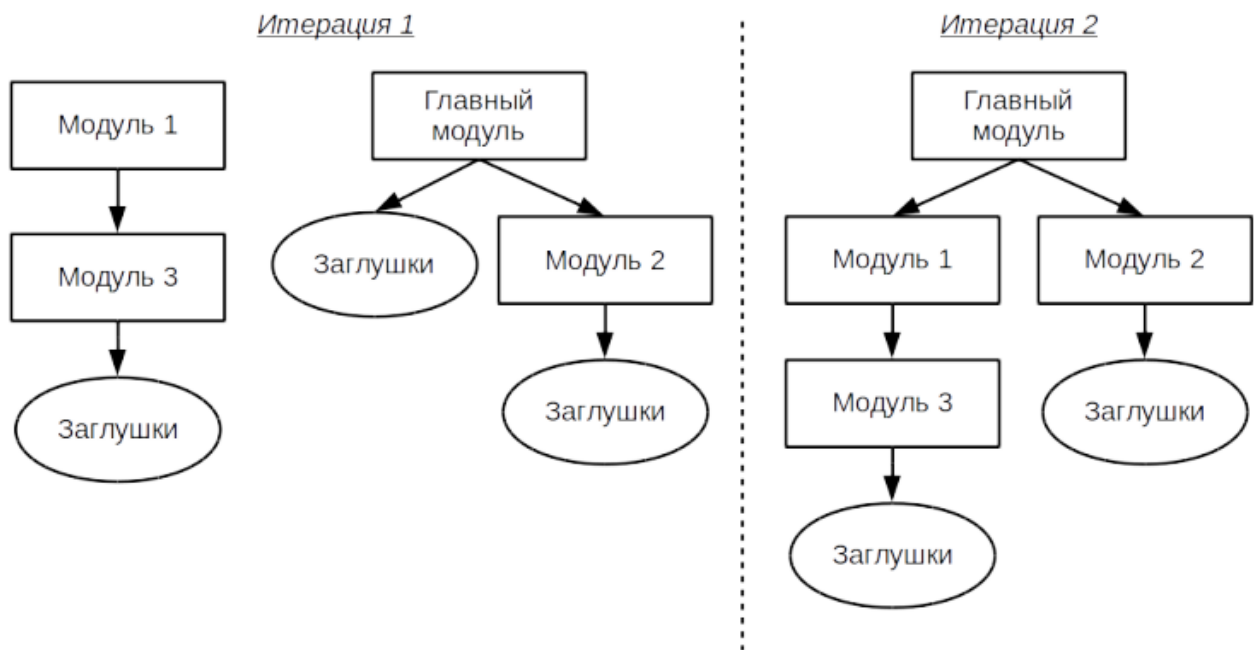 Итерация 1
Модуль 1
Модуль 3
Заглушки
Главный
модуль
Заглушки
Модуль 2
Заглушки
Итерация 2
Главный
модуль
Модуль 1
Модуль 2
Модуль 3
Заглушки
Заглушки